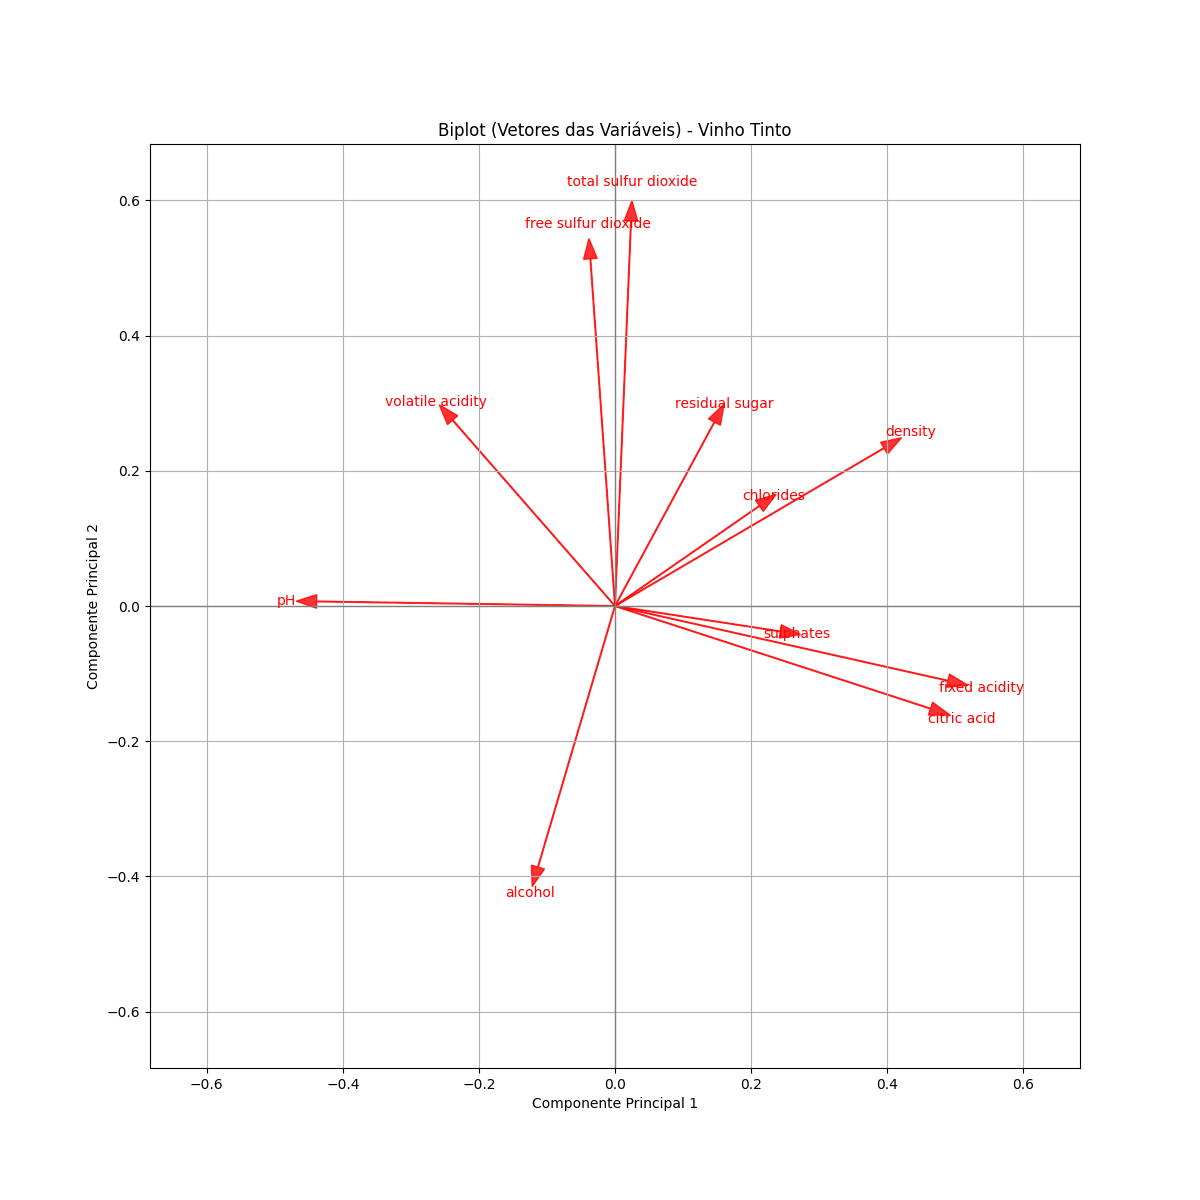 Biplot (Vetores das Variáveis) - Vinho Tinto
total sulfur dioxide
free sulfur dioxide
volatile acidity
residual sugar
density
chlorides
pH
sulphates
fixed acidity
citric acid
alcohol
0.6
0.4
0.2
0.0
−0.2
−0.4
−0.6
Componente Principal 2
−0.6
−0.4
−0.2
0.0
0.2
0.4
0.6
Componente Principal 1